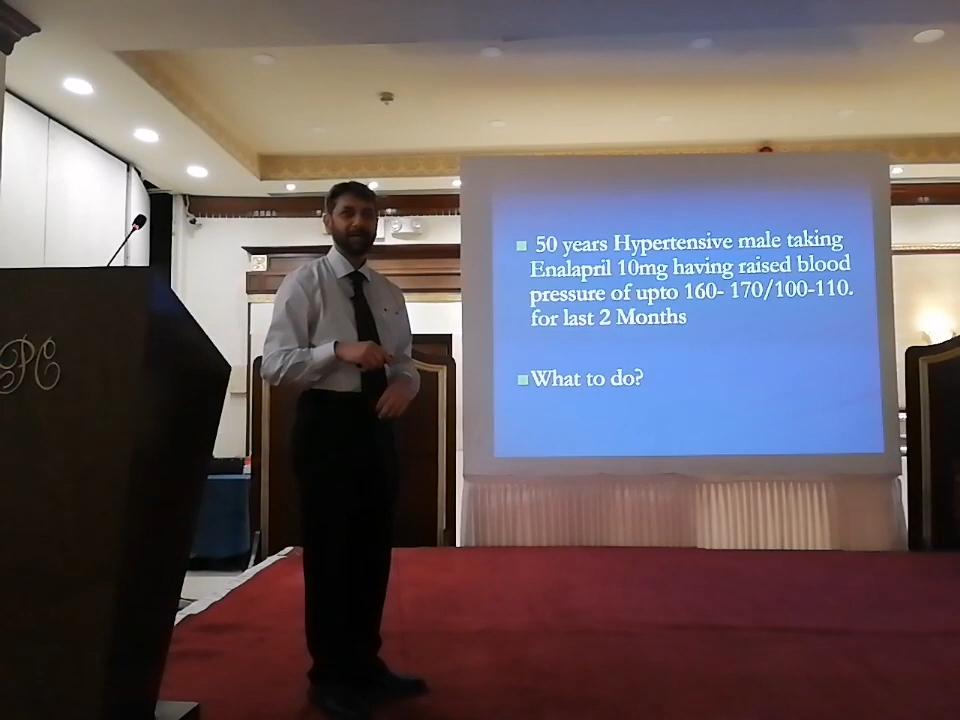 50 years Hypertensive male taking
Enalapril 10mg having raised blood
pressure of upto 160- 170/100-110.
for last 2 Months
What to do?
PC